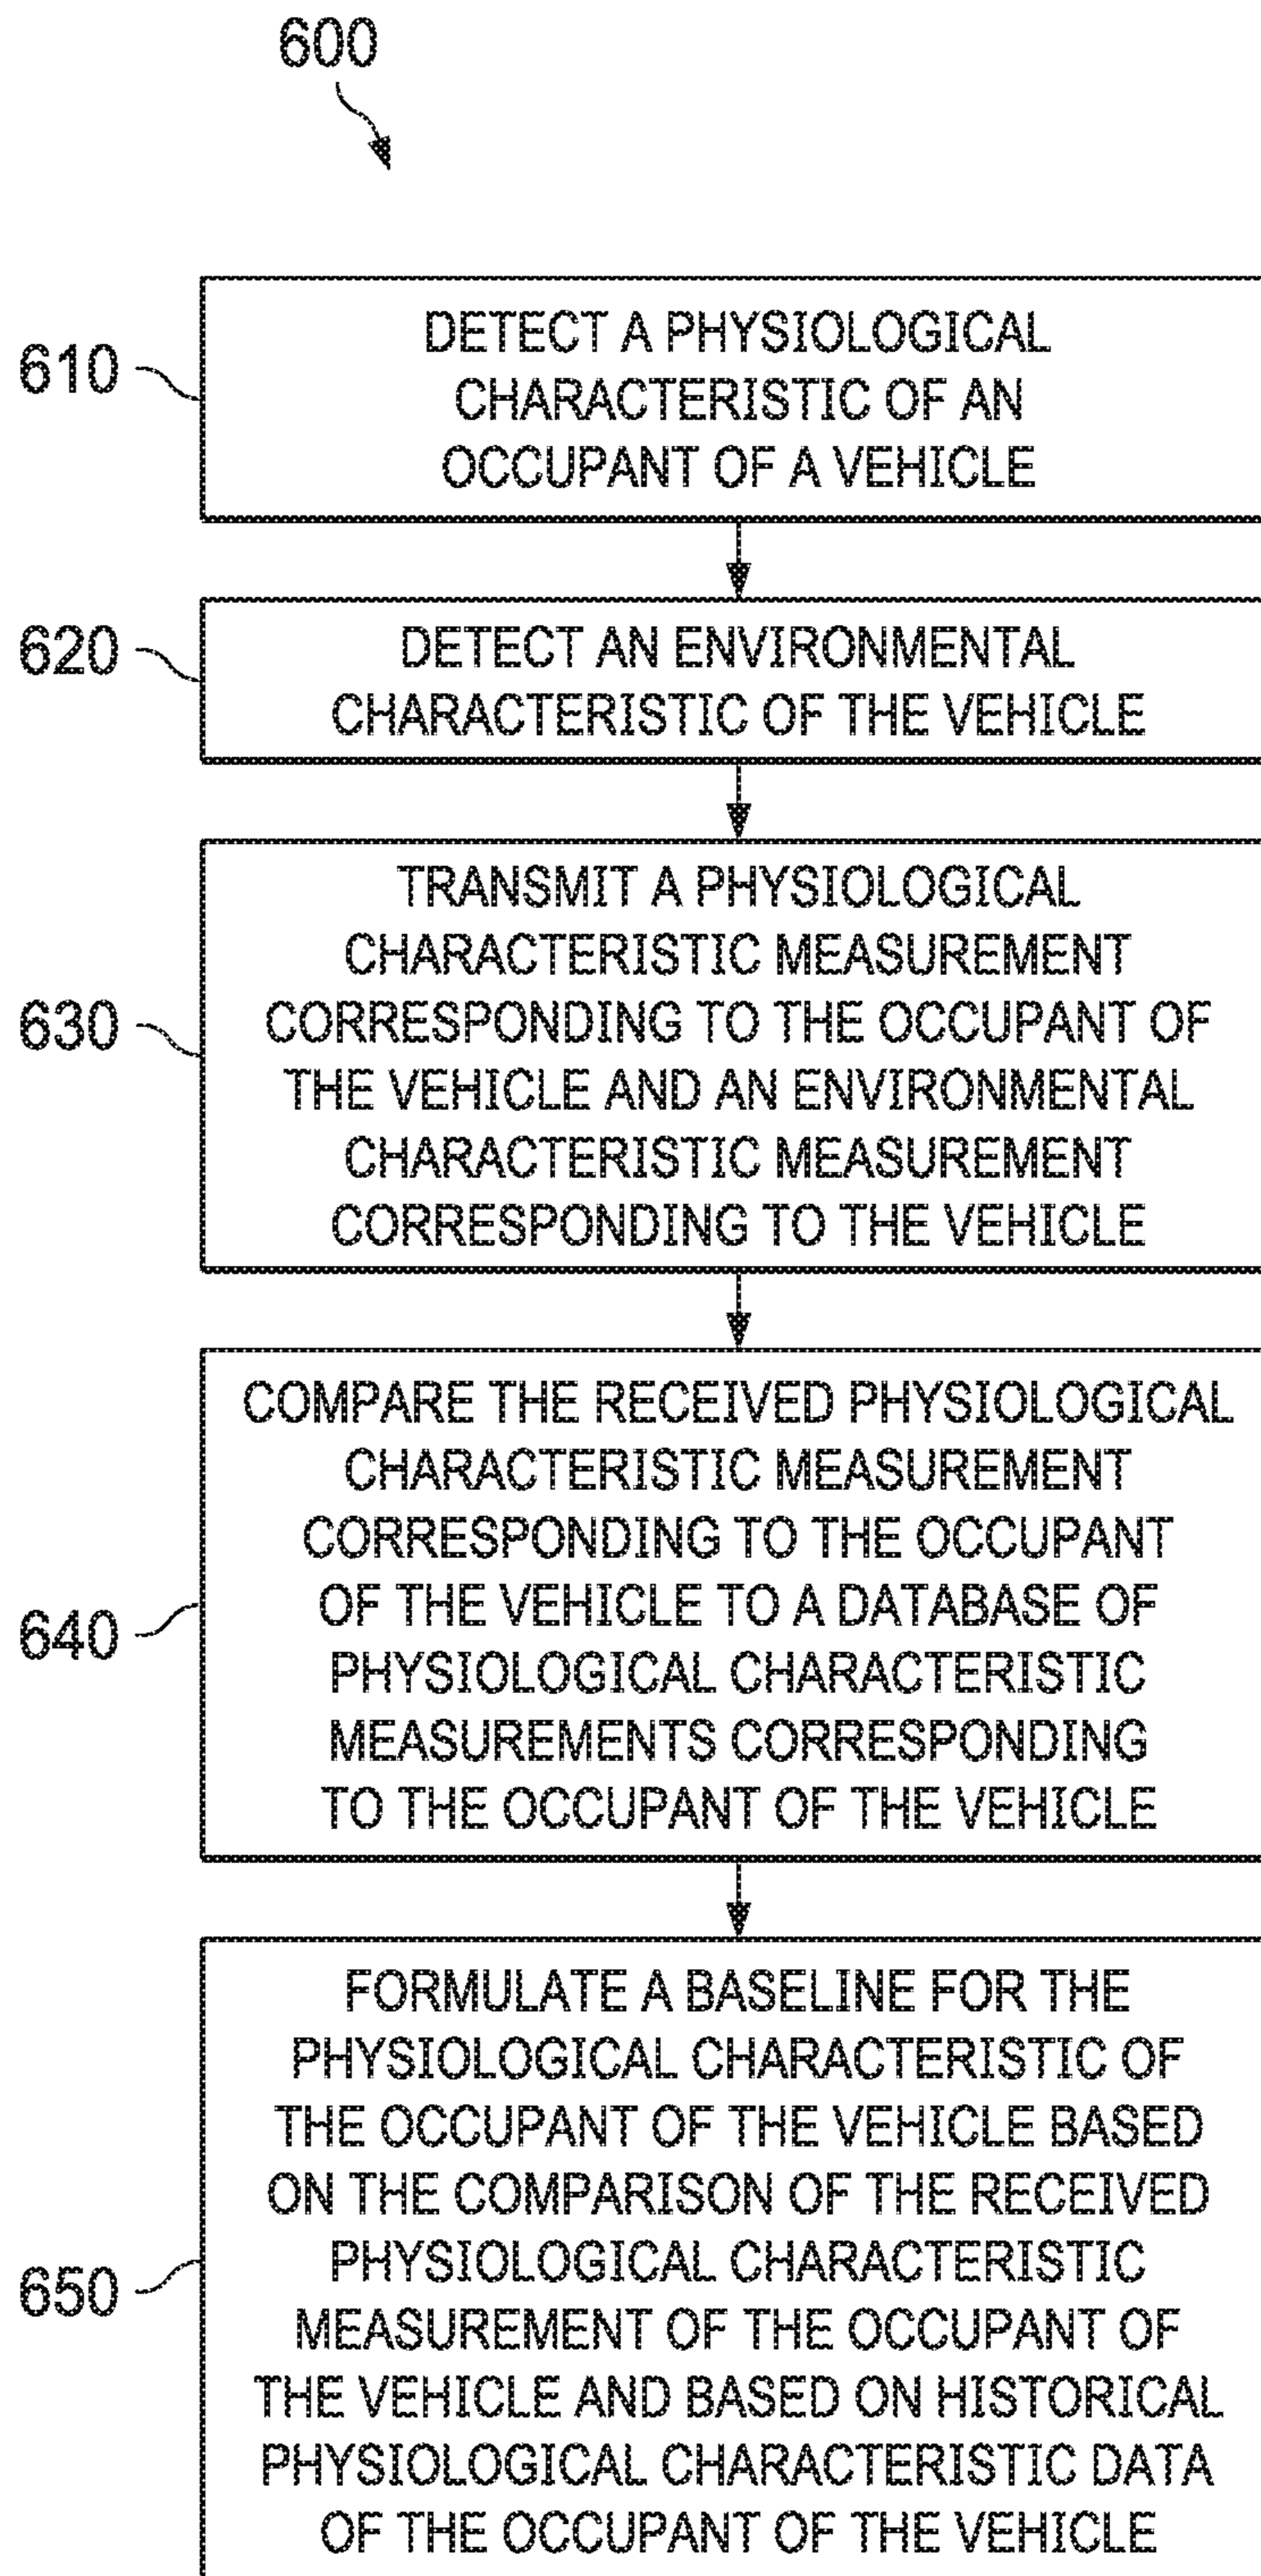 600
610
DETECT A PHYSIOLOGICAL
CHARACTERISTIC OF AN
OCCUPANT OF A VEHICLE
620
DETECT AN ENVIRONMENTAL
CHARACTERISTIC OF THE VEHICLE
630
TRANSMIT A PHYSIOLOGICAL
CHARACTERISTIC MEASUREMENT
CORRESPONDING TO THE OCCUPANT OF
THE VEHICLE AND AN ENVIRONMENTAL
CHARACTERISTIC MEASUREMENT
CORRESPONDING TO THE VEHICLE
640
COMPARE THE RECEIVED PHYSIOLOGICAL
CHARACTERISTIC MEASUREMENT
CORRESPONDING TO THE OCCUPANT
OF THE VEHICLE TO A DATABASE OF
PHYSIOLOGICAL CHARACTERISTIC
MEASUREMENTS CORRESPONDING
TO THE OCCUPANT OF THE VEHICLE
650
FORMULATE A BASELINE FOR THE
PHYSIOLOGICAL CHARACTERISTIC OF
THE OCCUPANT OF THE VEHICLE BASED
ON THE COMPARISON OF THE RECEIVED
PHYSIOLOGICAL CHARACTERISTIC
MEASUREMENT OF THE OCCUPANT OF
THE VEHICLE AND BASED ON HISTORICAL
PHYSIOLOGICAL CHARACTERISTIC DATA
OF THE OCCUPANT OF THE VEHICLE